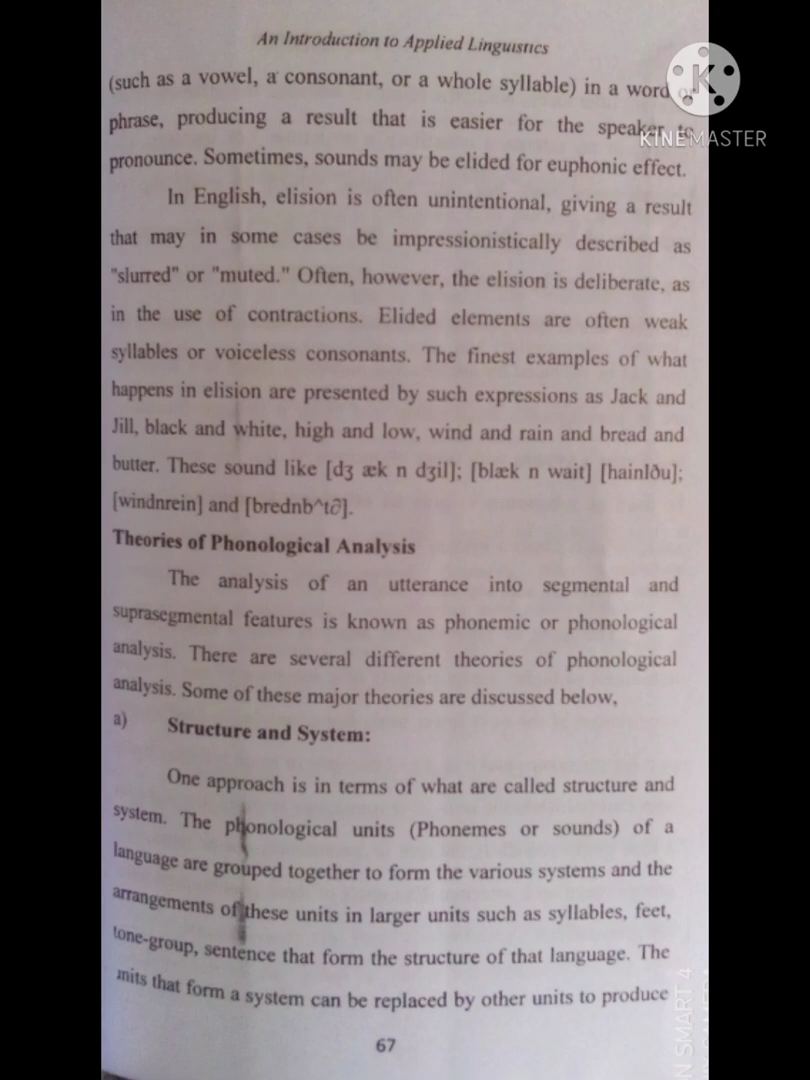 An Introduction to Applied Linguistics
(such as a vowel, a consonant, or a whole syllable) in a word or
K
KINEMASTER
phrase, producing a result that is easier for the speaker to
pronounce. Sometimes, sounds may be elided for euphonic effect.
In English, elision is often unintentional, giving a result
that may in some cases be impressionistically described as
"slurred" or "muted." Often, however, the elision is deliberate, as
in the use of contractions. Elided elements are often weak
syllables or voiceless consonants. The finest examples of what
happens in elision are presented by such expressions as Jack and
Jill, black and white, high and low, wind and rain and bread and
butter. These sound like [dʒ æk n dʒil]; [blæk n wait] [hainlðu];
[windnrein] and [brednb^t∂].
Theories of Phonological Analysis
The analysis of an utterance into segmental and
suprasegmental features is known as phonemic or phonological
analysis. There are several different theories of phonological
analysis. Some of these major theories are discussed below,
a) Structure and System:
One approach is in terms of what are called structure and
system. The phonological units (Phonemes or sounds) of a
language are grouped together to form the various systems and the
arrangements of these units in larger units such as syllables, feet,
tone-group, sentence that form the structure of that language. The
units that form a system can be replaced by other units to produce
67
N SMART 4